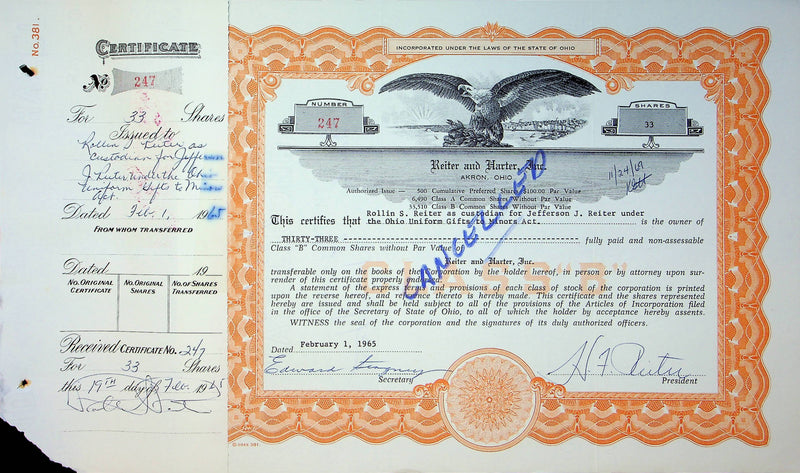 No. 381.
CERTIFICATE
No 247
For 33 Shares
Issued to
Rollin S. Reiter as
Custodian for Jefferson
J. Reiter under the Ohio
Uniform Gifts to Minors
Act.
Dated Feb. 1, 1965
FROM WHOM TRANSFERRED
Dated 19
NO. ORIGINAL CERTIFICATE
NO. ORIGINAL SHARES
NO. OF SHARES TRANSFERRED
Received CERTIFICATE NO. 247
For 33 Shares
this 19TH day of Feb. 1965
INCORPORATED UNDER THE LAWS OF THE STATE OF OHIO
NUMBER
247
SHARES
33
Reiter and Harter, Inc.
AKRON, OHIO
11/24/69
Authorized Issue — 500 Cumulative Preferred Shares $100.00 Par Value
6,490 Class A Common Shares Without Par Value
33,510 Class B Common Shares Without Par Value
CANCELLED
Rollin S. Reiter as custodian for Jefferson J. Reiter under
This certifies that the Ohio Uniform Gifts to Minors Act. is the owner of
THIRTY-THREE fully paid and non-assessable
Class "B" Common Shares without Par Value of
Reiter and Harter, Inc.
CLASS "B"
transferable only on the books of the corporation by the holder hereof, in person or by attorney upon sur-
render of this certificate properly endorsed.
A statement of the express terms and provisions of each class of stock of the corporation is printed
upon the reverse hereof, and reference thereto is hereby made. This certificate and the shares represented
hereby are issued and shall be held subject to all of the provisions of the Articles of Incorporation filed
in the office of the Secretary of State of Ohio, to all of which the holder by acceptance hereby assents.
WITNESS the seal of corporation and the signatures of its duly authorized officers.
Dated February 1, 1965
Edward
Secretary
H. F. Reiter
President